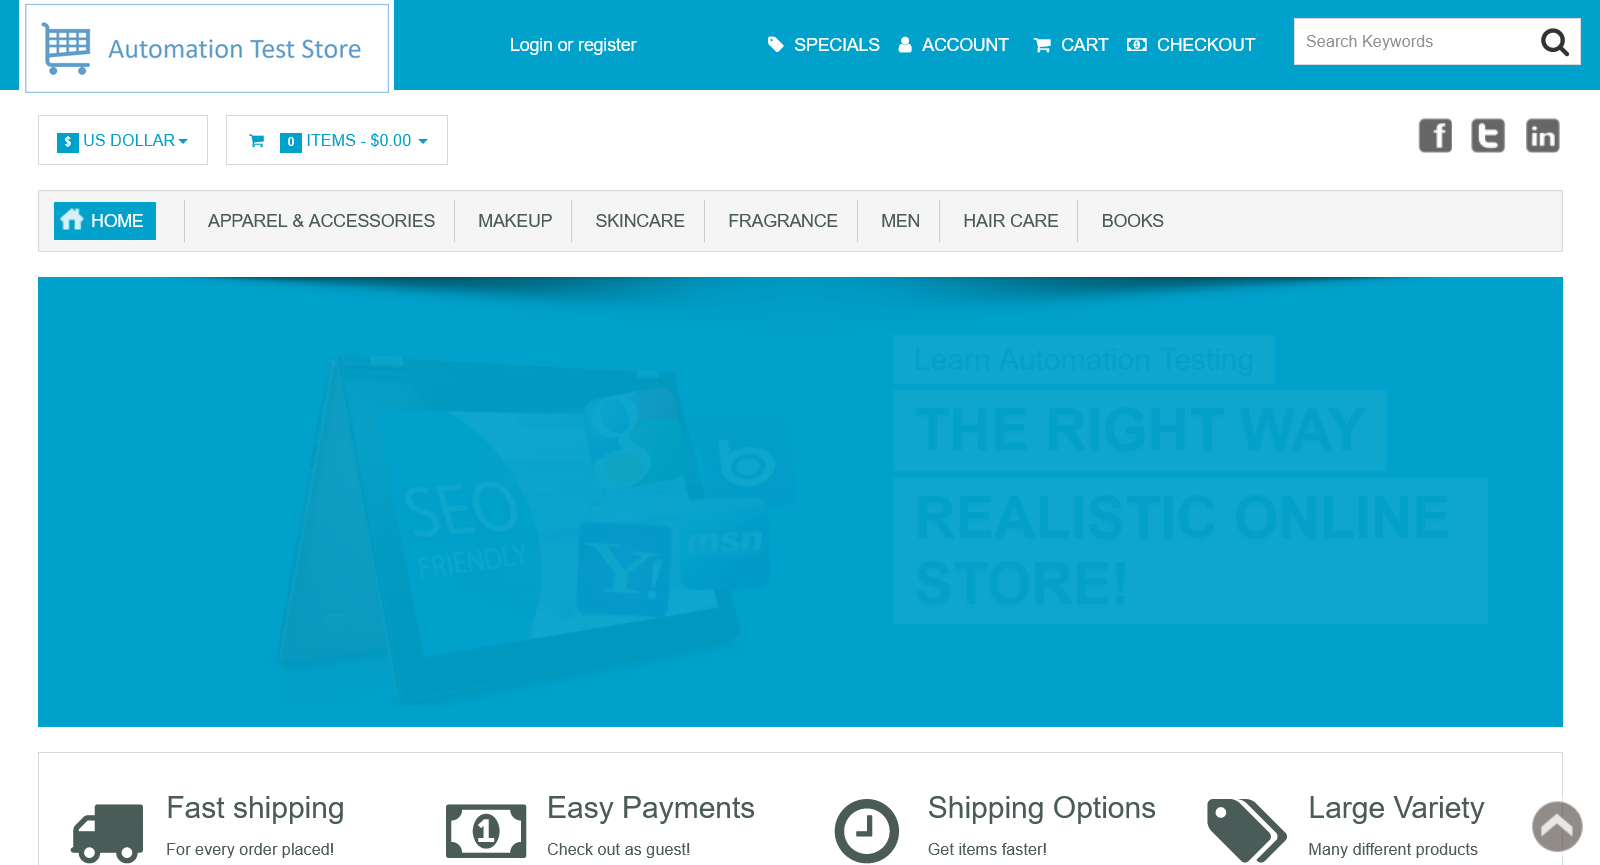 Automation Test Store
Login or register
SPECIALS
ACCOUNT
CART
CHECKOUT
Search Keywords
$ US DOLLAR
0 ITEMS - $0.00
f
t
in
HOME
APPAREL & ACCESSORIES
MAKEUP
SKINCARE
FRAGRANCE
MEN
HAIR CARE
BOOKS
SEO
FRIENDLY
g
b
Y!
msn
Learn Automation Testing
THE RIGHT WAY
REALISTIC ONLINE
STORE!
1
Fast shipping
For every order placed!
Easy Payments
Check out as guest!
Shipping Options
Get items faster!
Large Variety
Many different products